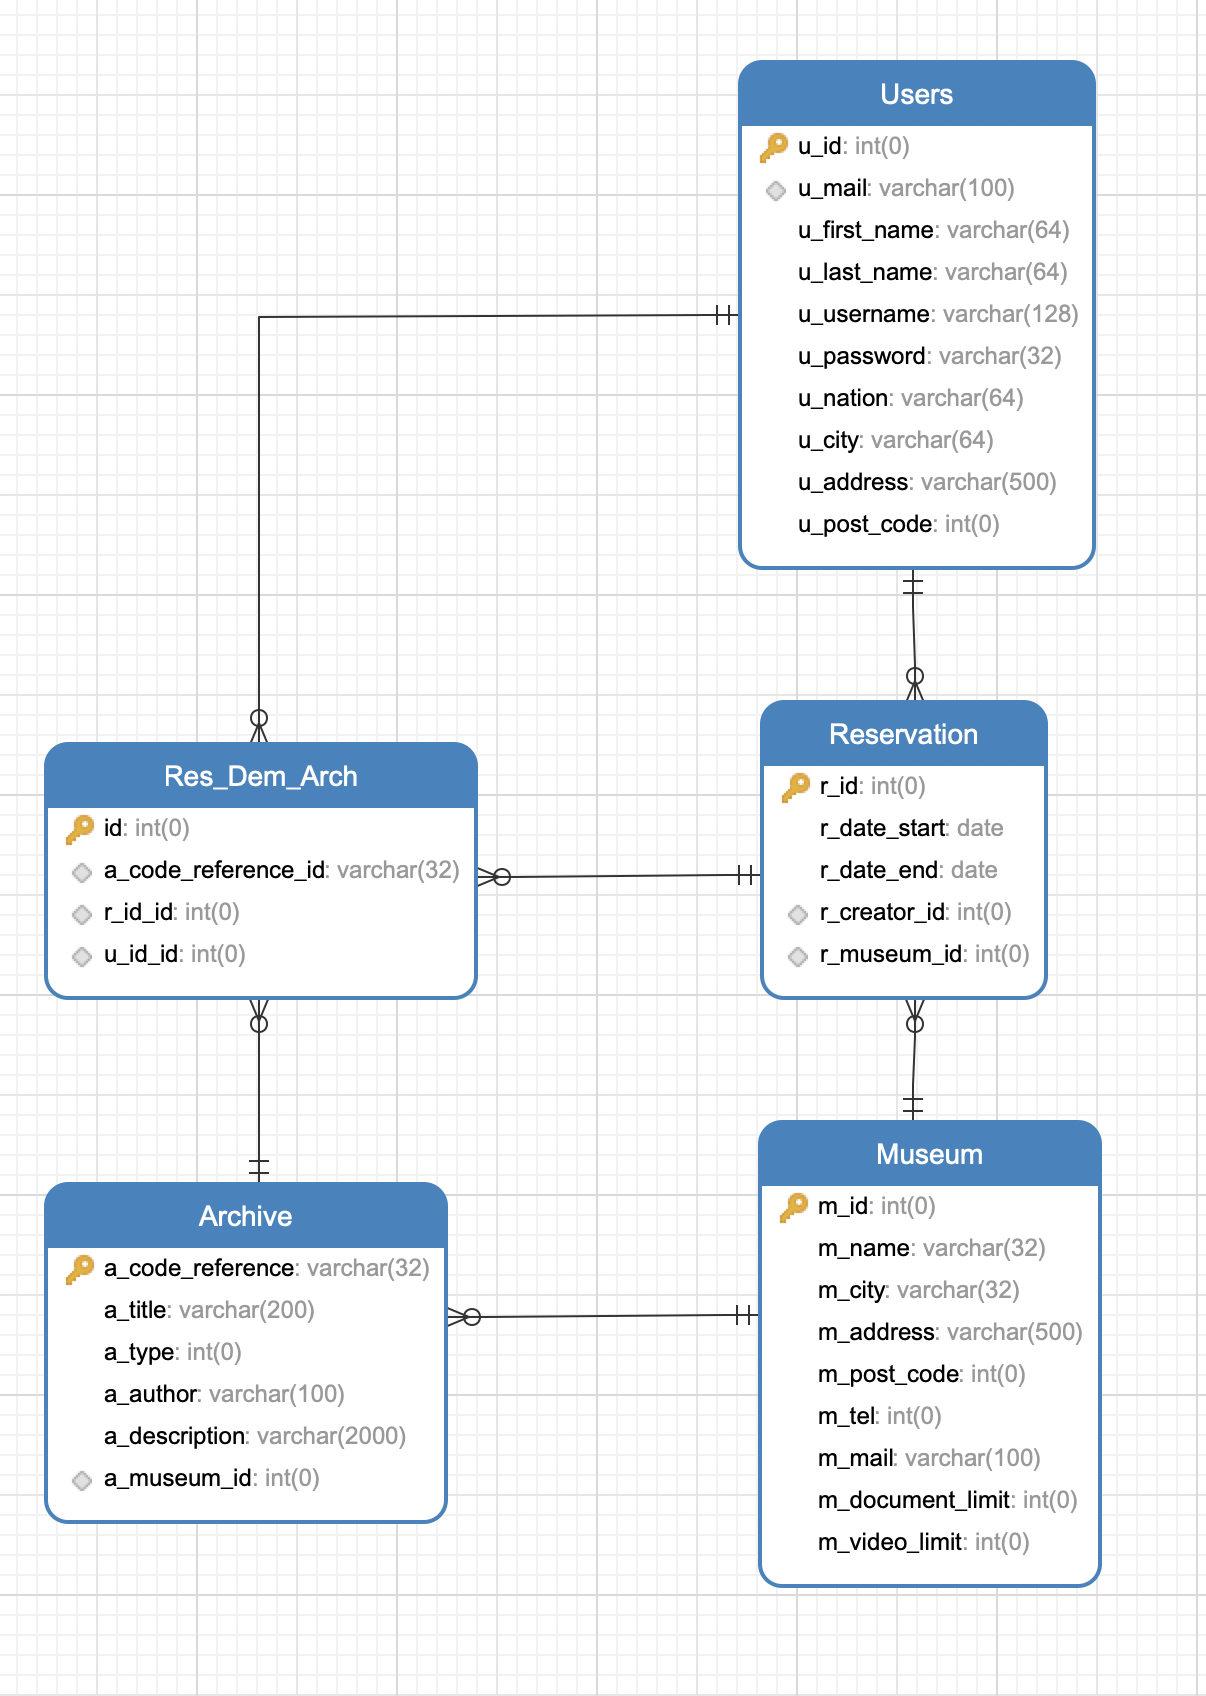 Users
u_id: int(0)
u_mail: varchar(100)
u_first_name: varchar(64)
u_last_name: varchar(64)
u_username: varchar(128)
u_password: varchar(32)
u_nation: varchar(64)
u_city: varchar(64)
u_address: varchar(500)
u_post_code: int(0)
Res_Dem_Arch
id: int(0)
a_code_reference_id: varchar(32)
r_id_id: int(0)
u_id_id: int(0)
Reservation
r_id: int(0)
r_date_start: date
r_date_end: date
r_creator_id: int(0)
r_museum_id: int(0)
Archive
a_code_reference: varchar(32)
a_title: varchar(200)
a_type: int(0)
a_author: varchar(100)
a_description: varchar(2000)
a_museum_id: int(0)
Museum
m_id: int(0)
m_name: varchar(32)
m_city: varchar(32)
m_address: varchar(500)
m_post_code: int(0)
m_tel: int(0)
m_mail: varchar(100)
m_document_limit: int(0)
m_video_limit: int(0)